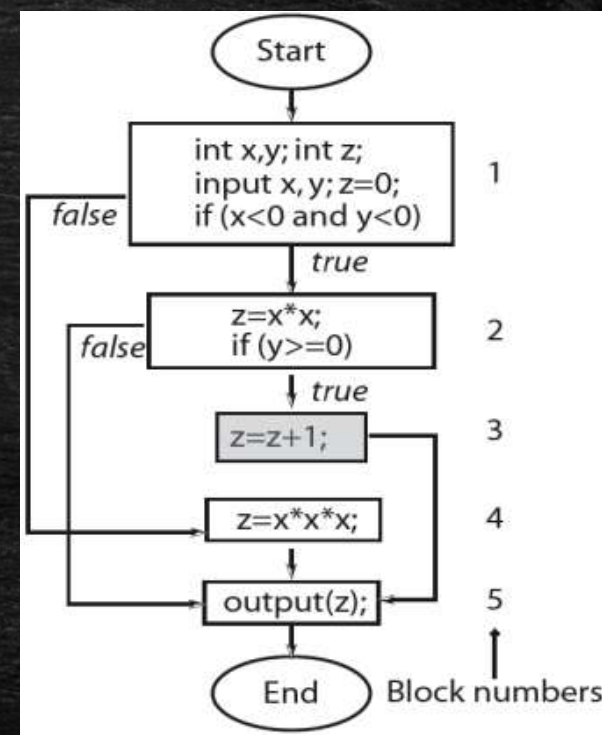 Start
int x,y; int z;
input x, y; z=0;
if (x<0 and y<0)
1
false
true
z=x*x;
if (y>=0)
2
false
true
z=z+1;
3
z=x*x*x;
4
output(z);
5
End
Block numbers